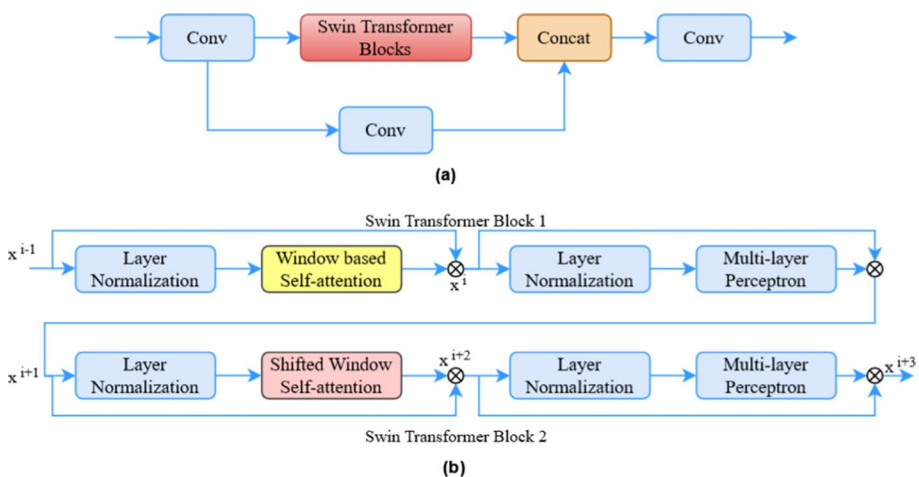 Conv
Swin Transformer
Blocks
Concat
Conv
Conv
(a)
Swin Transformer Block 1
x i-1
Layer
Normalization
Window based
Self-attention
x i
Layer
Normalization
Multi-layer
Perceptron
x i+1
Layer
Normalization
Shifted Window
Self-attention
x i+2
Layer
Normalization
Multi-layer
Perceptron
x i+3
Swin Transformer Block 2
(b)